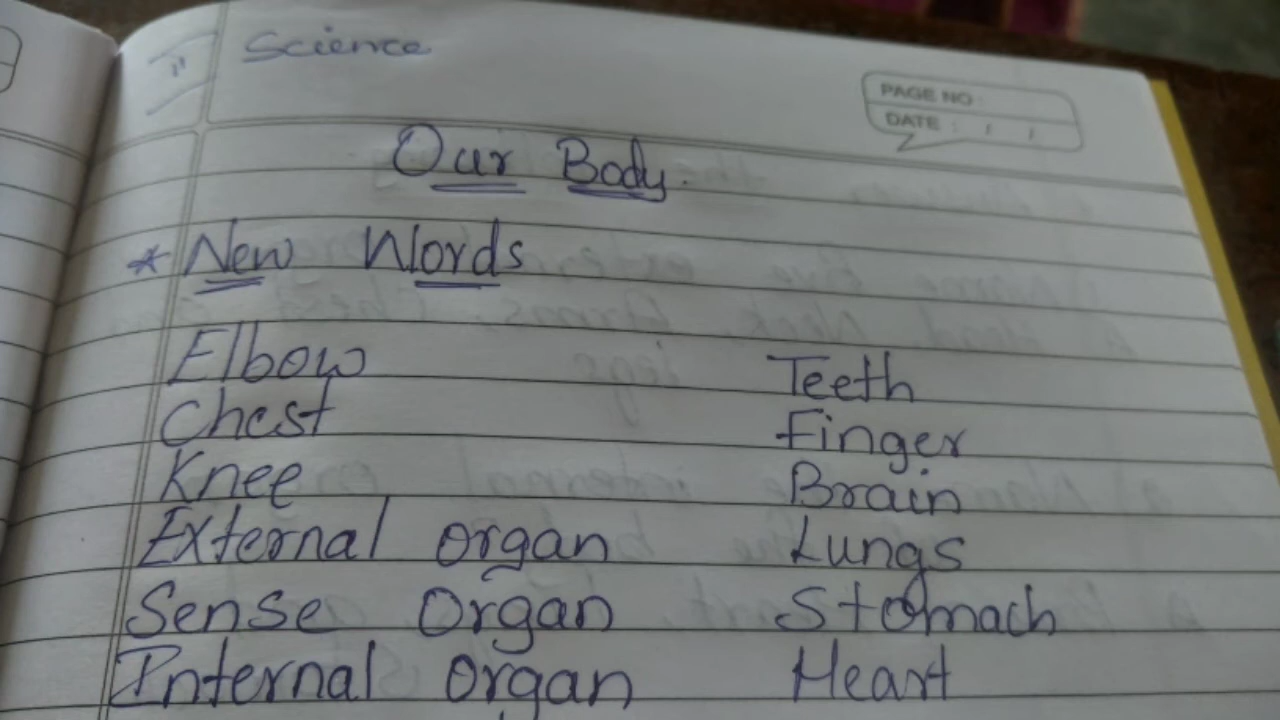 Science
PAGE NO
DATE : / /
Our Body.
* New Words
Elbow Teeth
Chest Finger
Knee Brain
External organ Lungs
Sense Organ Stomach
Internal organ Heart